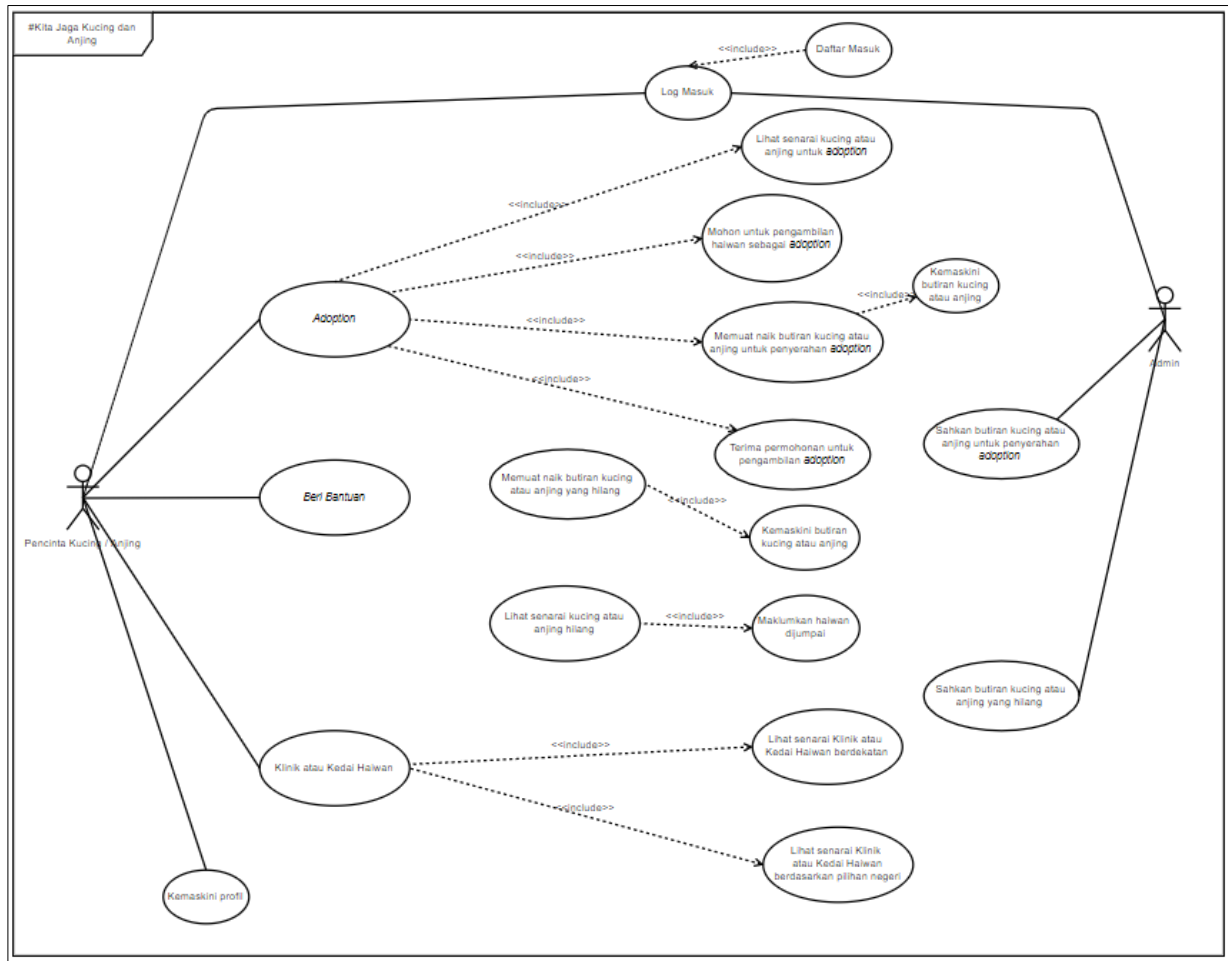 #Kita Jaga Kucing dan
Anjing
<<include>>
Daftar Masuk
Log Masuk
Lihat senarai kucing atau
anjing untuk adoption
<<include>>
Mohon untuk pengambilan
haiwan sebagai adoption
<<include>>
Kemaskini
butiran kucing
atau anjing
<<include>>
Adoption
<<include>>
Memuat naik butiran kucing atau
anjing untuk penyerahan adoption
Admin
<<include>>
Sahkan butiran kucing atau
anjing untuk penyerahan
adoption
Terima permohonan untuk
pengambilan adoption
Memuat naik butiran kucing
atau anjing yang hilang
Beri Bantuan
<<include>>
Kemaskini butiran
kucing atau anjing
Pencinta Kucing / Anjing
Lihat senarai kucing atau
anjing hilang
<<include>>
Maklumkan haiwan
dijumpai
Sahkan butiran kucing atau
anjing yang hilang
<<include>>
Lihat senarai Klinik atau
Kedai Haiwan berdekatan
Klinik atau Kedai Haiwan
<<include>>
Lihat senarai Klinik
atau Kedai Haiwan
berdasarkan pilihan negeri
Kemaskini profil